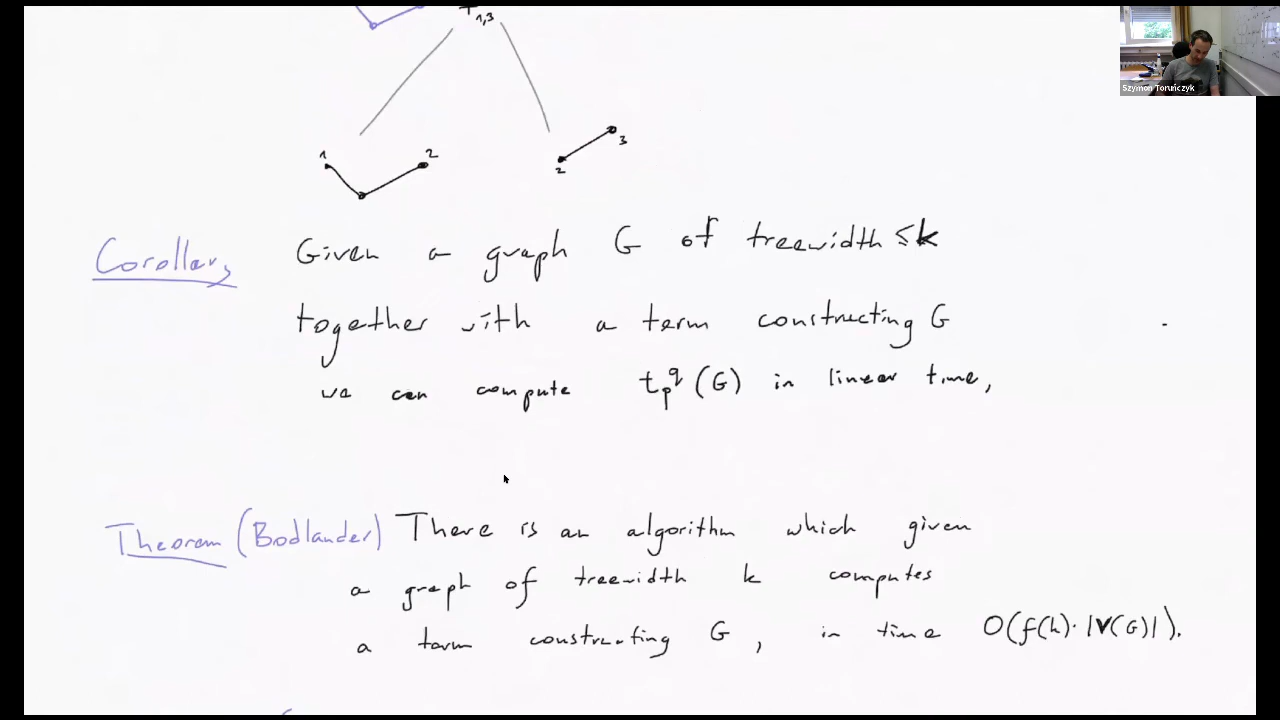 1,3
Szymon Toruńczyk
1 2
2 3
Corollary Given a graph G of treewidth ≤k
together with a term constructing G
we can compute tp^q (G) in linear time,
Theorem (Bodlander) There is an algorithm which given
a graph of treewidth k computes
a term constructing G, in time O(f(k)·|V(G)|).